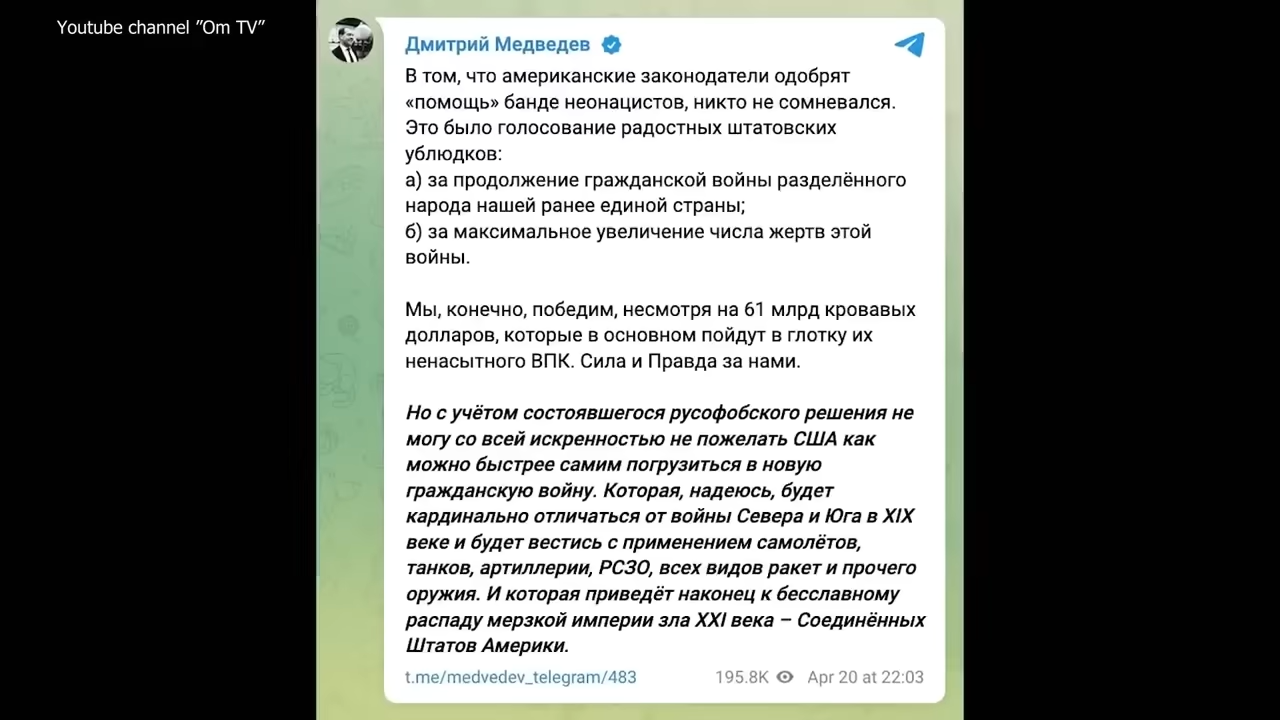 Youtube channel ”Om TV”
Дмитрий Медведев
В том, что американские законодатели одобрят
«помощь» банде неонацистов, никто не сомневался.
Это было голосование радостных штатовских
ублюдков:
а) за продолжение гражданской войны разделённого
народа нашей ранее единой страны;
б) за максимальное увеличение числа жертв этой
войны.
Мы, конечно, победим, несмотря на 61 млрд кровавых
долларов, которые в основном пойдут в глотку их
ненасытного ВПК. Сила и Правда за нами.
Но с учётом состоявшегося русофобского решения не
могу со всей искренностью не пожелать США как
можно быстрее самим погрузиться в новую
гражданскую войну. Которая, надеюсь, будет
кардинально отличаться от войны Севера и Юга в XIX
веке и будет вестись с применением самолётов,
танков, артиллерии, РСЗО, всех видов ракет и прочего
оружия. И которая приведёт наконец к бесславному
распаду мерзкой империи зла XXI века – Соединённых
Штатов Америки.
t.me/medvedev_telegram/483 195.8K Apr 20 at 22:03